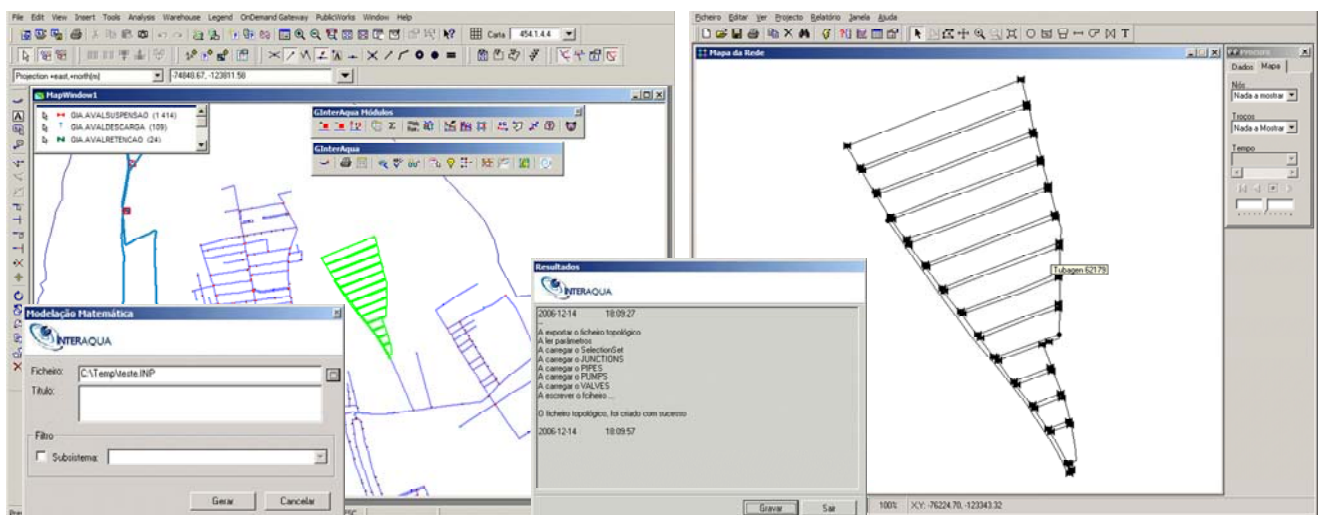 File Edit View Insert Tools Analysis Warehouse Legend OnDemand Gateway PublicWorks Window Help
Carta 454.1.4.4
Projection +east,+north(m) -74848.67, -123811.58
MapWindow1
GIA.AVALSUSPENSAO (1 414)
GIA.AVALDESCARGA (109)
GIA.AVALRETENCAO (24)
GInterAqua Módulos
GInterAqua
Modelação Matemática
INTERAQUA
Ficheiro: C:\Temp\teste.INP
Título:
Filtro
Subsistema:
Gerar Cancelar
Resultados
INTERAQUA
2006-12-14 18:09:27
--
A exportar o ficheiro topológico
A ler parâmetros
A carregar o SelectionSet
A carregar o JUNCTIONS
A carregar o PIPES
A carregar o PUMPS
A carregar o VALVES
A escrever o fciheiro ...
O ficheiro topológico, foi criado com sucesso
2006-12-14 18:09:57
Gravar Sair
Ficheiro Editar Ver Projecto Relatório Janela Ajuda
Mapa da Rede
Tubagen 62179
Procura
Dados Mapa
Nós
Nada a mostrar
Troços
Nada a Mostrar
Tempo
100% X,Y: -76224.70, -123343.32